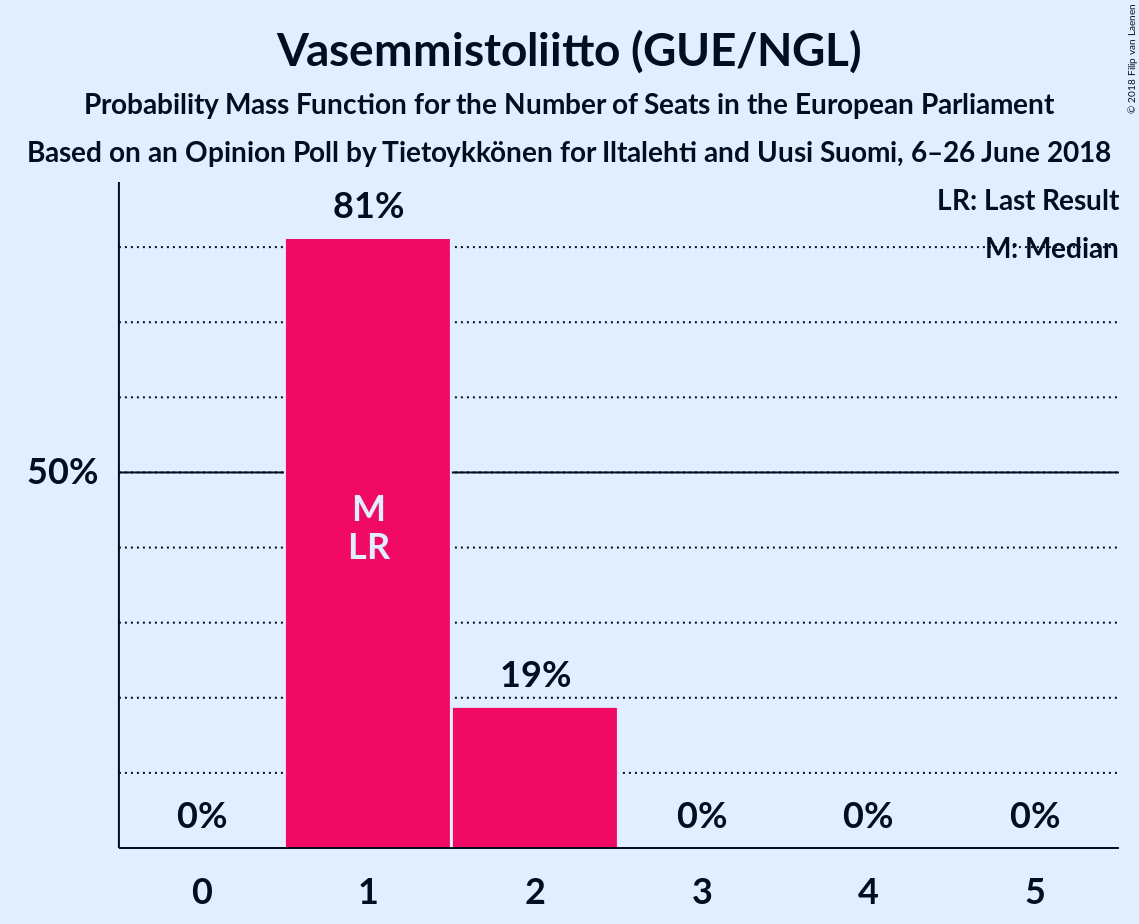 Vasemmistoliitto (GUE/NGL)
Probability Mass Function for the Number of Seats in the European Parliament
Based on an Opinion Poll by Tietoykkönen for Iltalehti and Uusi Suomi, 6–26 June 2018
© 2018 Filip van Laenen
LR: Last Result
M: Median
81%
50%
M
LR
19%
0%
0%
0%
0%
0 1 2 3 4 5